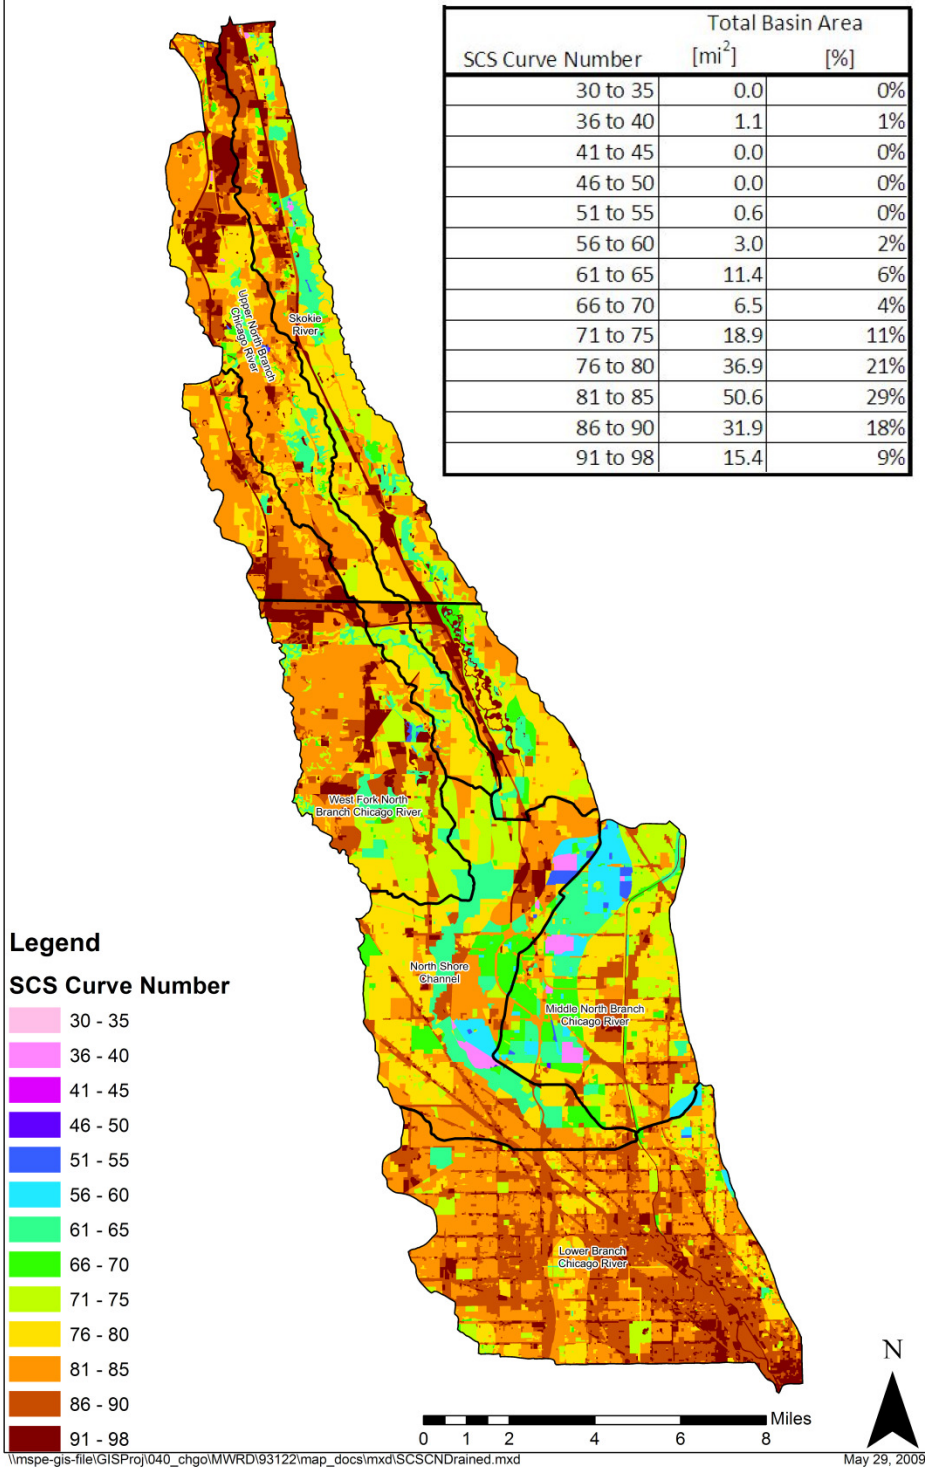 Total Basin Area
SCS Curve Number [mi2] [%]
30 to 35 0.0 0%
36 to 40 1.1 1%
41 to 45 0.0 0%
46 to 50 0.0 0%
51 to 55 0.6 0%
56 to 60 3.0 2%
61 to 65 11.4 6%
66 to 70 6.5 4%
71 to 75 18.9 11%
76 to 80 36.9 21%
81 to 85 50.6 29%
86 to 90 31.9 18%
91 to 98 15.4 9%
Upper North Branch
Chicago River
Skokie
River
West Fork North
Branch Chicago River
North Shore
Channel
Middle North Branch
Chicago River
Lower Branch
Chicago River
Legend
SCS Curve Number
30 - 35
36 - 40
41 - 45
46 - 50
51 - 55
56 - 60
61 - 65
66 - 70
71 - 75
76 - 80
81 - 85
86 - 90
91 - 98
N
Miles
0 1 2 4 6 8
\\mspe-gis-file\GISProj\040_chgo\MWRD\93122\map_docs\mxd\SCSCNDrained.mxd
May 29, 2009